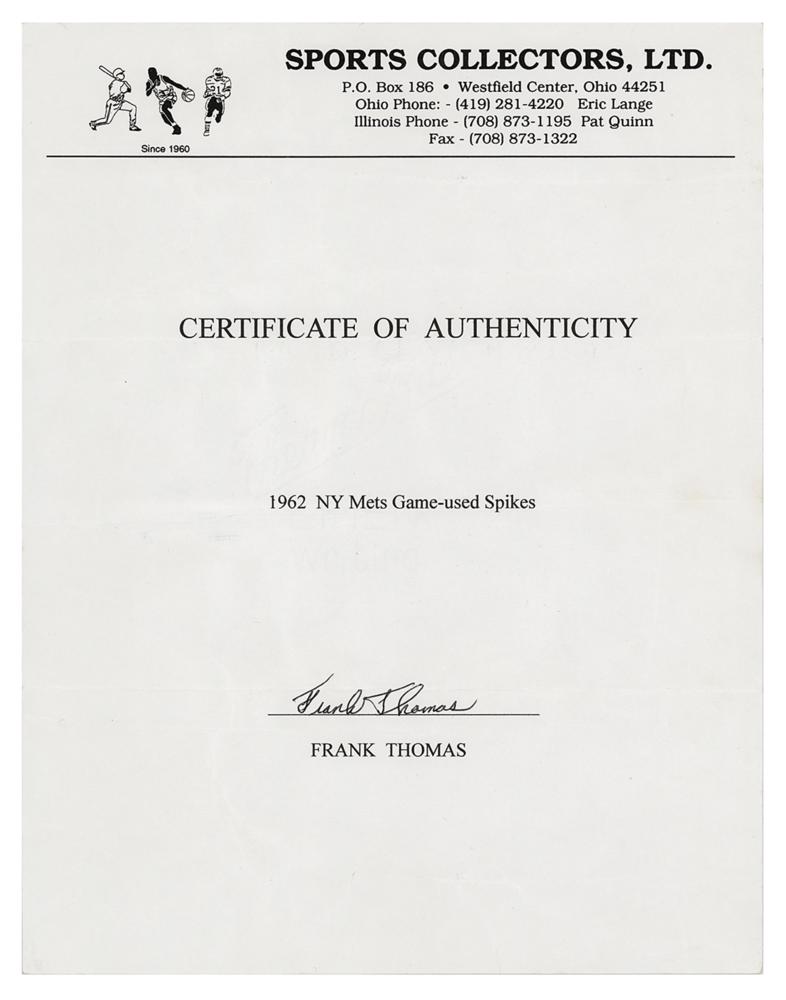 SPORTS COLLECTORS, LTD.
P.O. Box 186 • Westfield Center, Ohio 44251
Ohio Phone: - (419) 281-4220 Eric Lange
Illinois Phone - (708) 873-1195 Pat Quinn
Fax - (708) 873-1322
21
Since 1960
CERTIFICATE OF AUTHENTICITY
1962 NY Mets Game-used Spikes
Frank Thomas
FRANK THOMAS